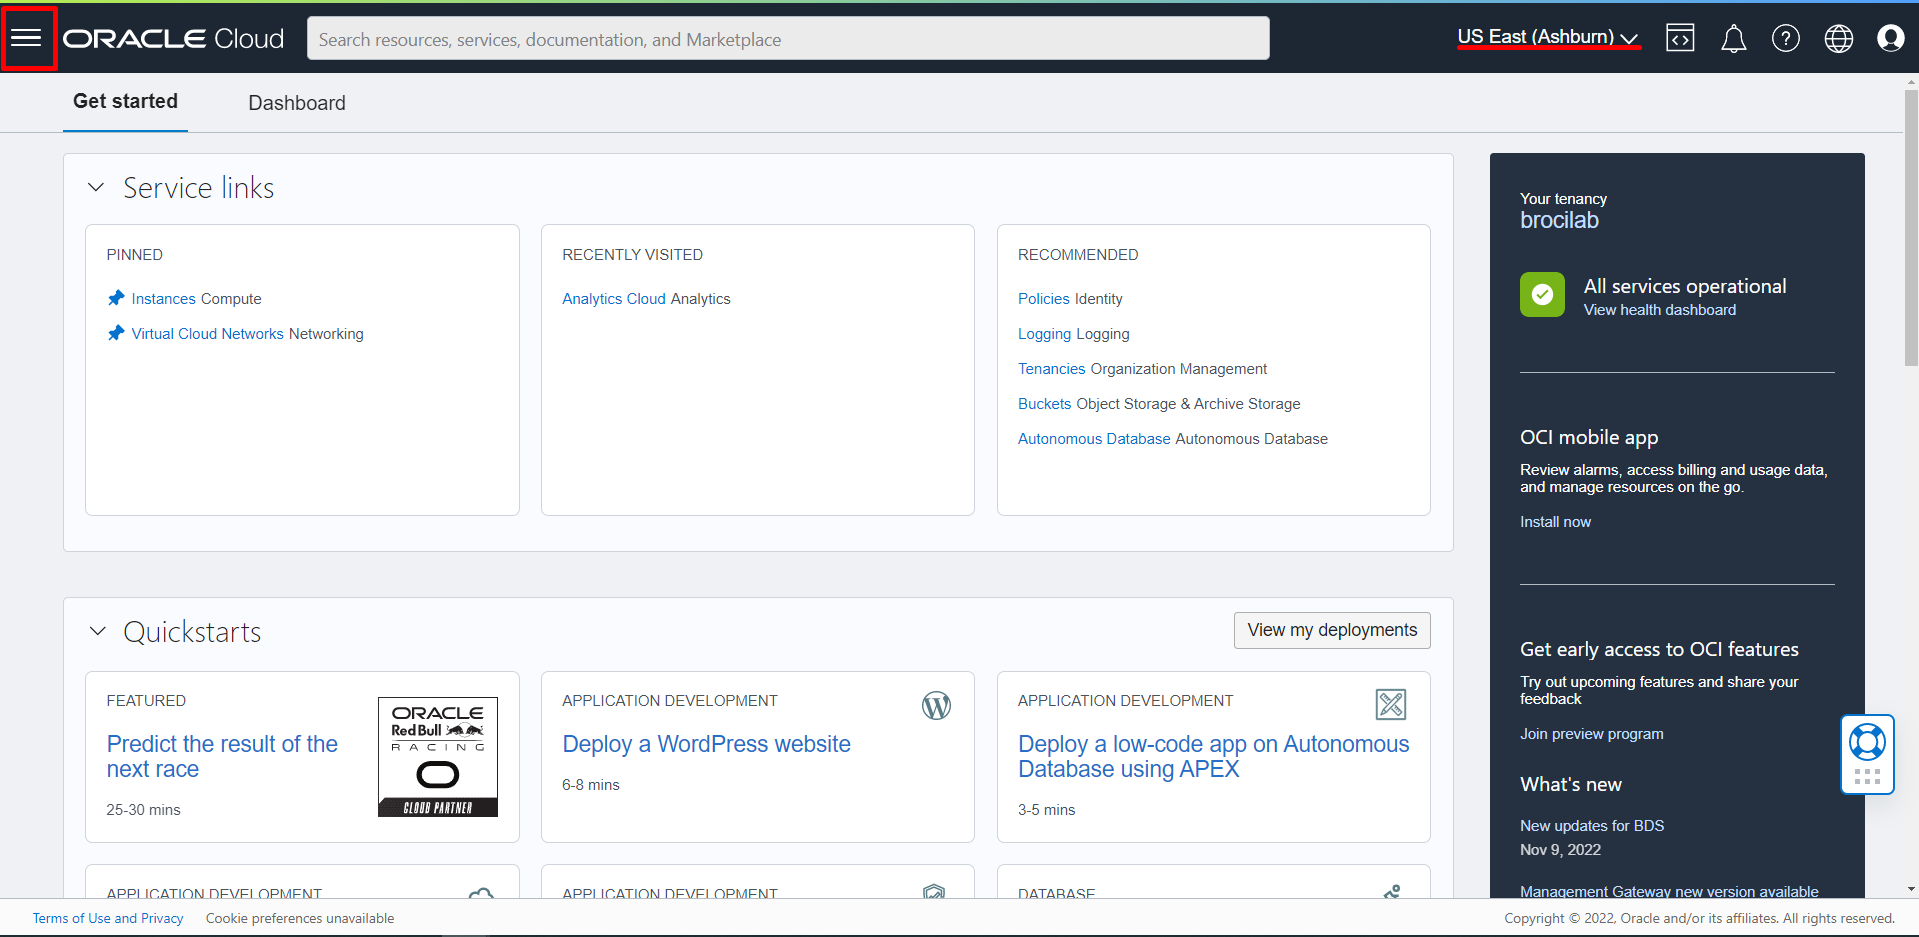 ORACLE Cloud
Search resources, services, documentation, and Marketplace
US East (Ashburn)
Get started
Dashboard
Service links
PINNED
Instances Compute
Virtual Cloud Networks Networking
RECENTLY VISITED
Analytics Cloud Analytics
RECOMMENDED
Policies Identity
Logging Logging
Tenancies Organization Management
Buckets Object Storage & Archive Storage
Autonomous Database Autonomous Database
Quickstarts
View my deployments
FEATURED
Predict the result of the
next race
25-30 mins
ORACLE
Red Bull
RACING
CLOUD PARTNER
APPLICATION DEVELOPMENT
Deploy a WordPress website
6-8 mins
APPLICATION DEVELOPMENT
Deploy a low-code app on Autonomous
Database using APEX
3-5 mins
APPLICATION DEVELOPMENT
APPLICATION DEVELOPMENT
DATABASE
Your tenancy
brocilab
All services operational
View health dashboard
OCI mobile app
Review alarms, access billing and usage data,
and manage resources on the go.
Install now
Get early access to OCI features
Try out upcoming features and share your
feedback
Join preview program
What's new
New updates for BDS
Nov 9, 2022
Management Gateway new version available
Terms of Use and Privacy
Cookie preferences unavailable
Copyright © 2022, Oracle and/or its affiliates. All rights reserved.